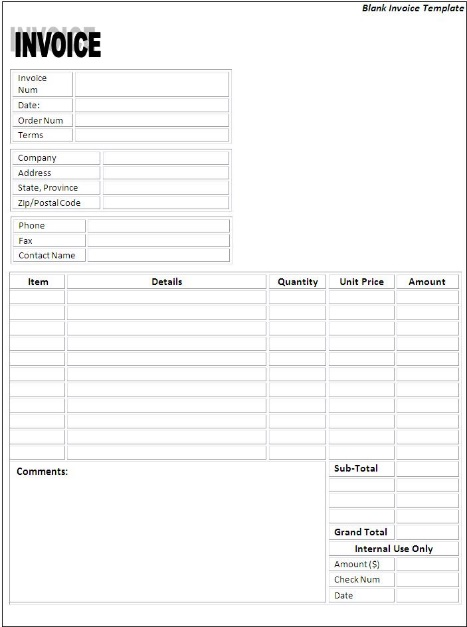 Blank Invoice Template
INVOICE
Invoice
Num
Date:
Order Num
Terms
Company
Address
State, Province
Zip/Postal Code
Phone
Fax
Contact Name
Item Details Quantity Unit Price Amount
Comments:
Sub-Total
Grand Total
Internal Use Only
Amount ($)
Check Num
Date